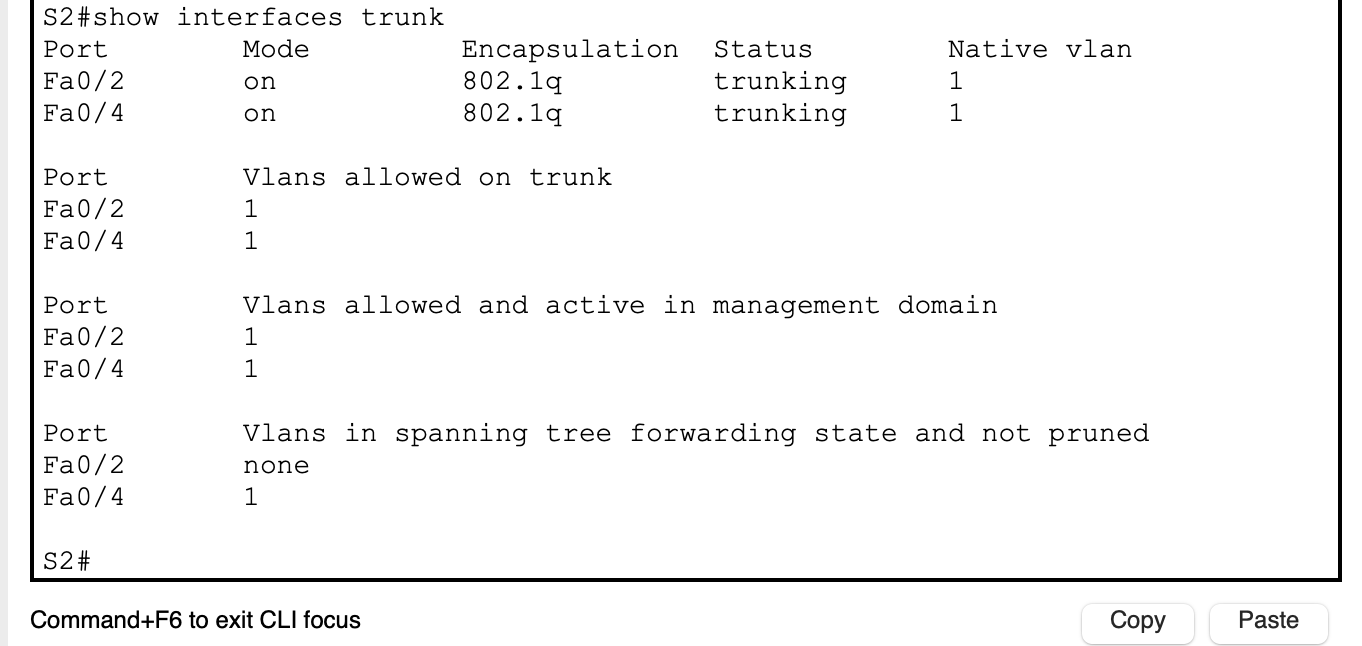 S2#show interfaces trunk
Port Mode Encapsulation Status Native vlan
Fa0/2 on 802.1q trunking 1
Fa0/4 on 802.1q trunking 1
Port Vlans allowed on trunk
Fa0/2 1
Fa0/4 1
Port Vlans allowed and active in management domain
Fa0/2 1
Fa0/4 1
Port Vlans in spanning tree forwarding state and not pruned
Fa0/2 none
Fa0/4 1
S2#
Command+F6 to exit CLI focus
Copy Paste